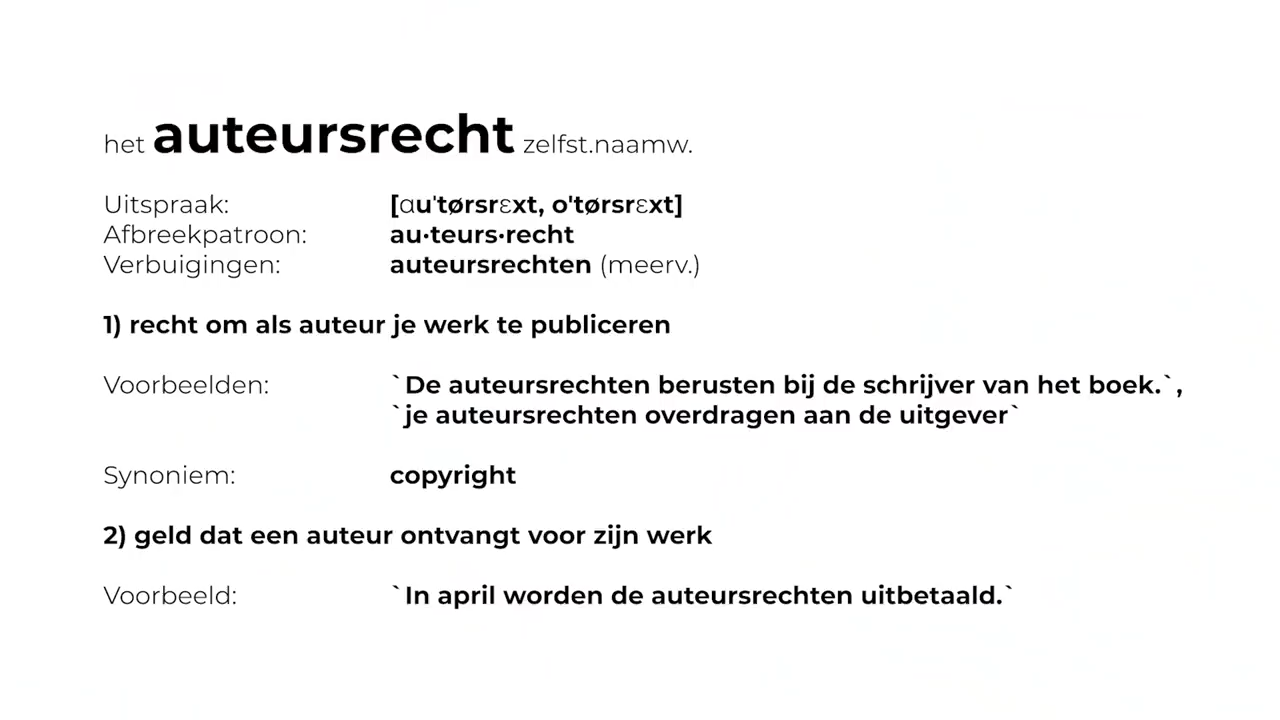 het auteursrecht zelfst.naamw.
Uitspraak: [ɑu'tørsrɛxt, o'tørsrɛxt]
Afbreekpatroon: au•teurs•recht
Verbuigingen: auteursrechten (meerv.)
1) recht om als auteur je werk te publiceren
Voorbeelden: `De auteursrechten berusten bij de schrijver van het boek.`,
`je auteursrechten overdragen aan de uitgever`
Synoniem: copyright
2) geld dat een auteur ontvangt voor zijn werk
Voorbeeld: `In april worden de auteursrechten uitbetaald.`